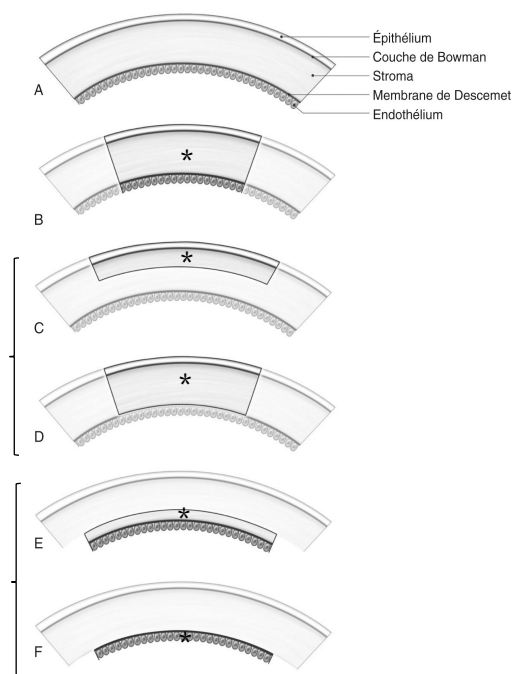 Épithélium
Couche de Bowman
Stroma
Membrane de Descemet
Endothélium
A
*
B
*
C
*
D
*
E
*
F